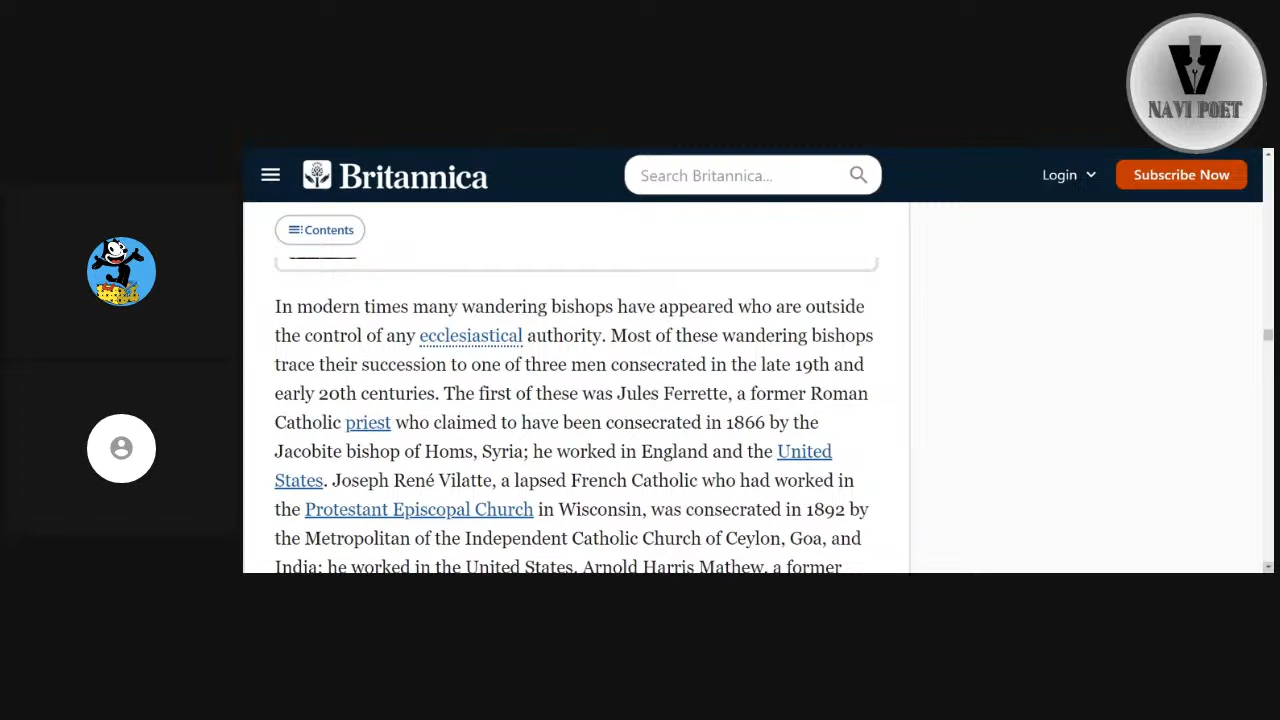 NAVI POET
Britannica
Search Britannica...
Login
Subscribe Now
Contents
In modern times many wandering bishops have appeared who are outside
the control of any ecclesiastical authority. Most of these wandering bishops
trace their succession to one of three men consecrated in the late 19th and
early 20th centuries. The first of these was Jules Ferrette, a former Roman
Catholic priest who claimed to have been consecrated in 1866 by the
Jacobite bishop of Homs, Syria; he worked in England and the United
States. Joseph René Vilatte, a lapsed French Catholic who had worked in
the Protestant Episcopal Church in Wisconsin, was consecrated in 1892 by
the Metropolitan of the Independent Catholic Church of Ceylon, Goa, and
India; he worked in the United States. Arnold Harris Mathew, a former